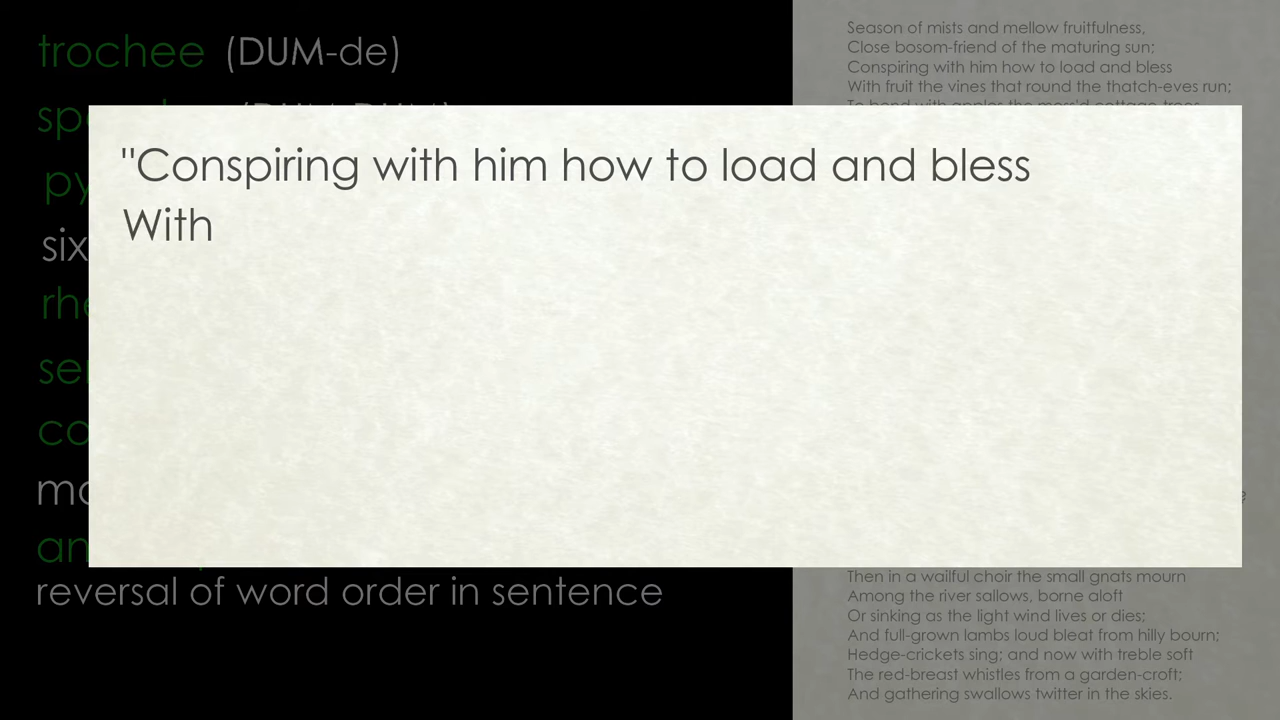 trochee (DUM-de)
Season of mists and mellow fruitfulness,
Close bosom-friend of the maturing sun;
Conspiring with him how to load and bless
With fruit the vines that round the thatch-eves run;
"Conspiring with him how to load and bless
With
six
reversal of word order in sentence
Then in a wailful choir the small gnats mourn
Among the river sallows, borne aloft
Or sinking as the light wind lives or dies;
And full-grown lambs loud bleat from hilly bourn;
Hedge-crickets sing; and now with treble soft
The red-breast whistles from a garden-croft;
And gathering swallows twitter in the skies.